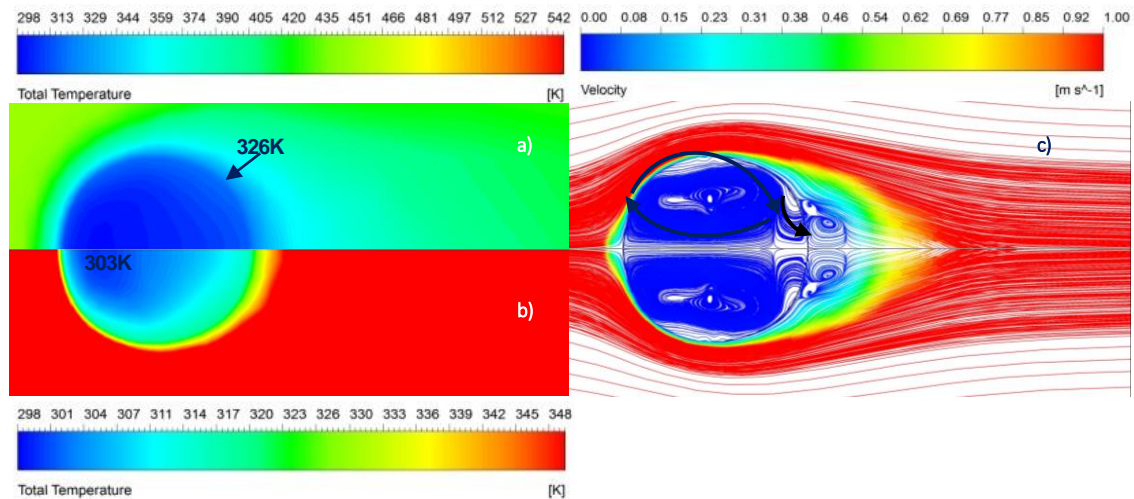 298 313 329 344 359 374 390 405 420 435 451 466 481 497 512 527 542
Total Temperature [K]
0.00 0.08 0.15 0.23 0.31 0.38 0.46 0.54 0.62 0.69 0.77 0.85 0.92 1.00
Velocity [m s^-1]
a)
326K
303K
b)
c)
298 301 304 307 311 314 317 320 323 326 330 333 336 339 342 345 348
Total Temperature [K]